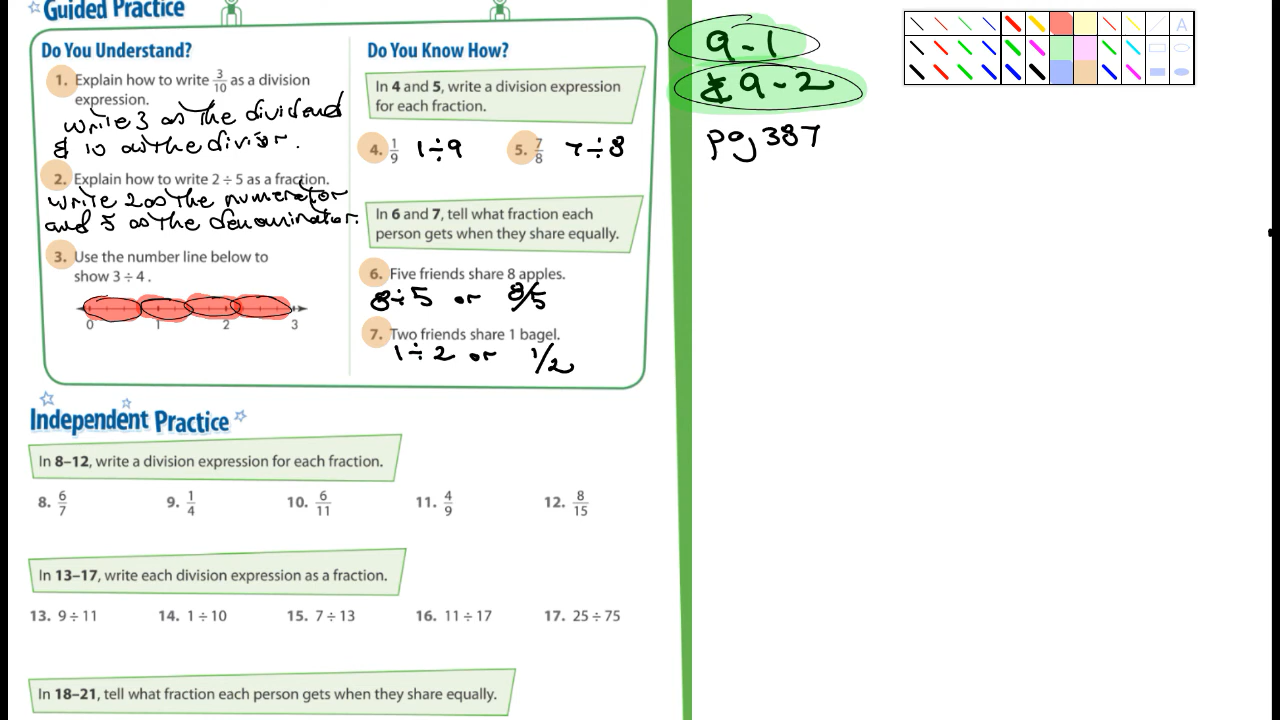 Guided Practice
Do You Understand?
1. Explain how to write 3/10 as a division
expression.
write 3 as the dividend
& 10 as the divisor.
2. Explain how to write 2 ÷ 5 as a fraction.
write 2 as the numerator
and 5 as the denominator.
3. Use the number line below to
show 3 ÷ 4 .
0 1 2 3
Do You Know How?
In 4 and 5, write a division expression
for each fraction.
4. 1/9 1÷9 5. 7/8 7÷8
In 6 and 7, tell what fraction each
person gets when they share equally.
6. Five friends share 8 apples.
8÷5 or 8/5
7. Two friends share 1 bagel.
1÷2 or 1/2
Independent Practice
In 8–12, write a division expression for each fraction.
8. 6/7 9. 1/4 10. 6/11 11. 4/9 12. 8/15
In 13–17, write each division expression as a fraction.
13. 9 ÷ 11 14. 1 ÷ 10 15. 7 ÷ 13 16. 11 ÷ 17 17. 25 ÷ 75
In 18–21, tell what fraction each person gets when they share equally.
9-1
& 9-2
pg 387
A